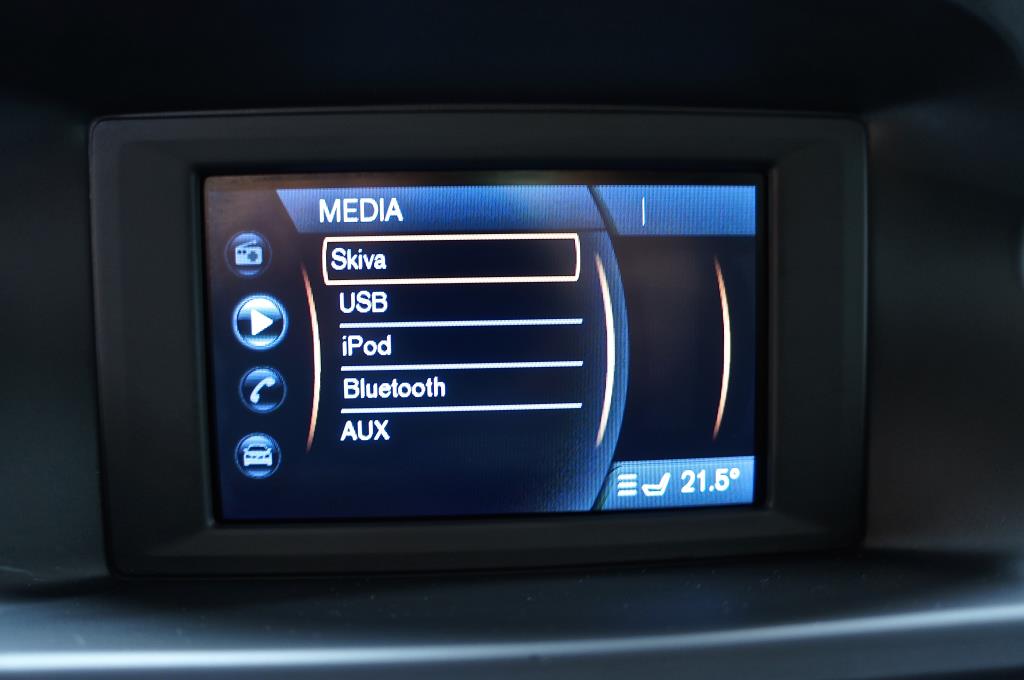 MEDIA
Skiva
USB
iPod
Bluetooth
AUX
21.5°